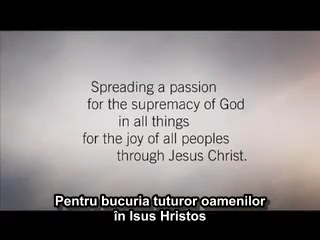 Spreading a passion
for the supremacy of God
in all things
for the joy of all peoples
through Jesus Christ.
Pentru bucuria tuturor oamenilor
în Isus Hristos